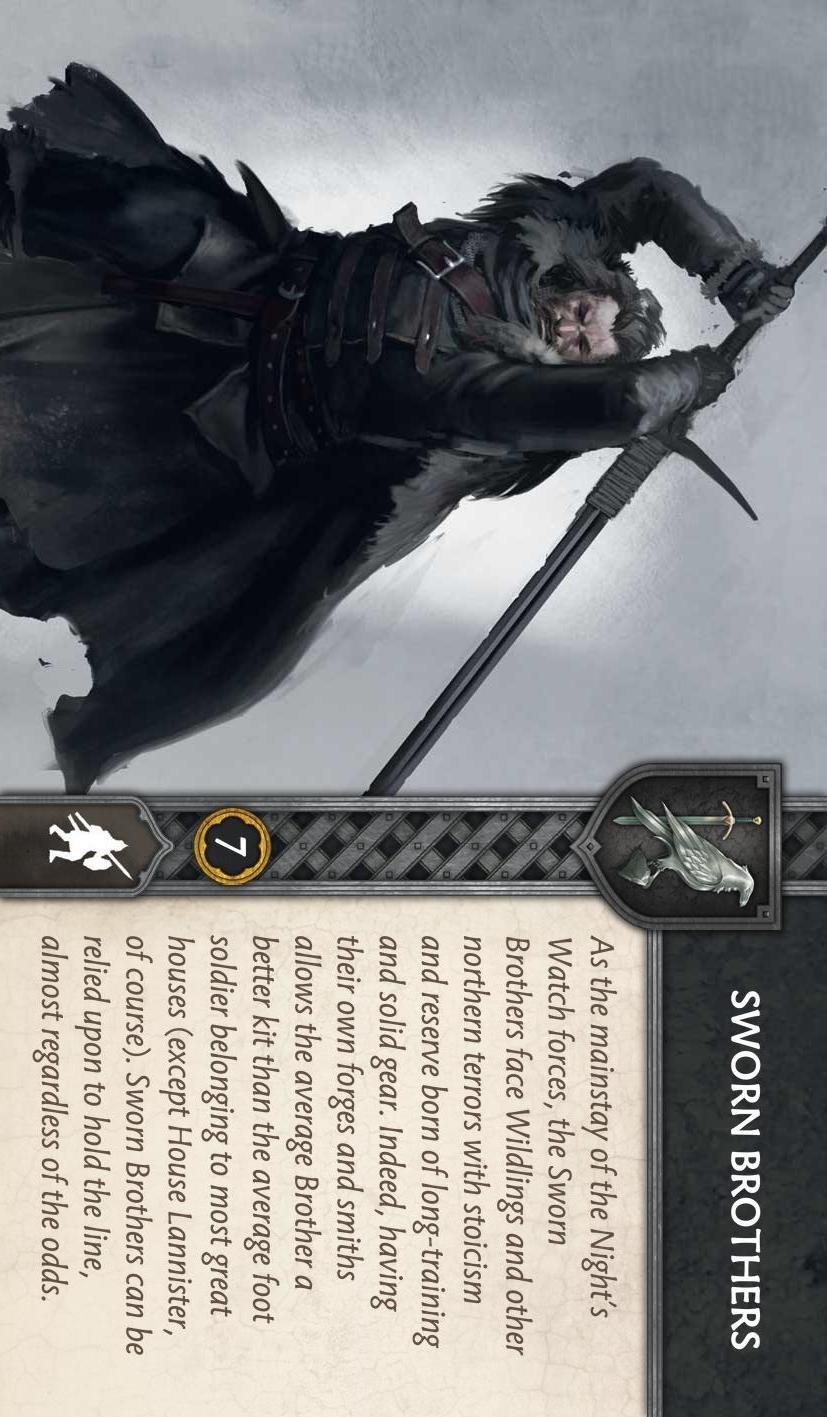 SWORN BROTHERS
As the mainstay of the Night's
Watch forces, the Sworn
Brothers face Wildlings and other
northern terrors with stoicism
and reserve born of long-training
and solid gear. Indeed, having
their own forges and smiths
allows the average Brother a
better kit than the average foot
soldier belonging to most great
houses (except House Lannister,
of course). Sworn Brothers can be
relied upon to hold the line,
almost regardless of the odds.
7